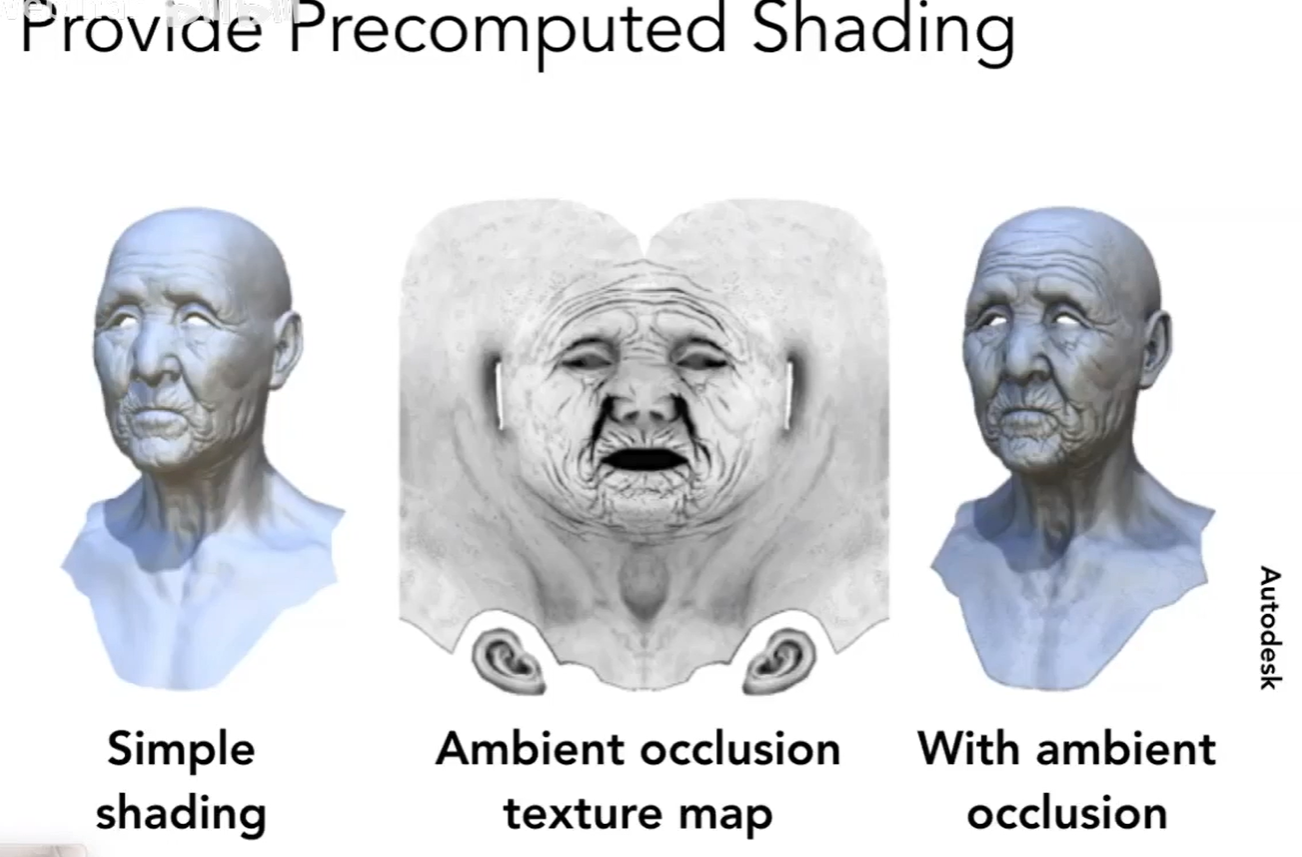 Provide Precomputed Shading
Autodesk
Simple
shading
Ambient occlusion
texture map
With ambient
occlusion